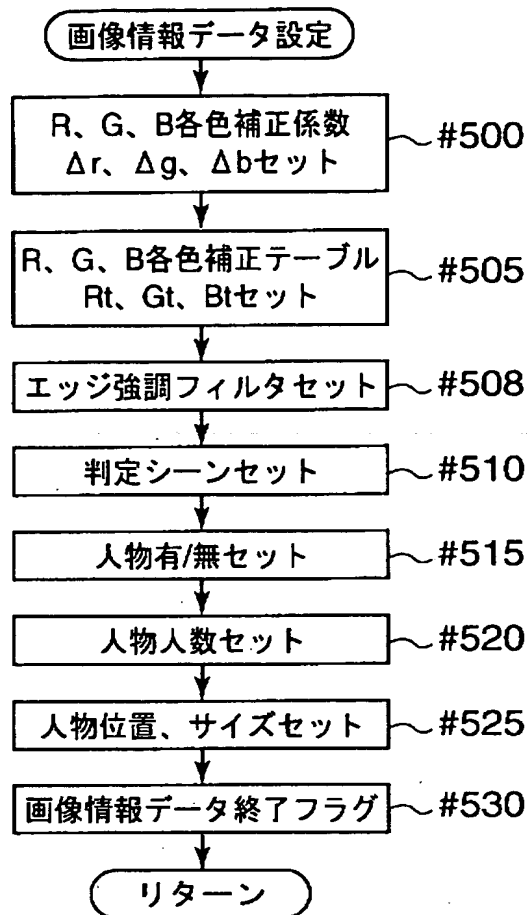 画像情報データ設定
R、G、B各色補正係数
Δr、Δg、Δbセット
#500
R、G、B各色補正テーブル
Rt、Gt、Btセット
#505
エッジ強調フィルタセット
#508
判定シーンセット
#510
人物有/無セット
#515
人物人数セット
#520
人物位置、サイズセット
#525
画像情報データ終了フラグ
#530
リターン